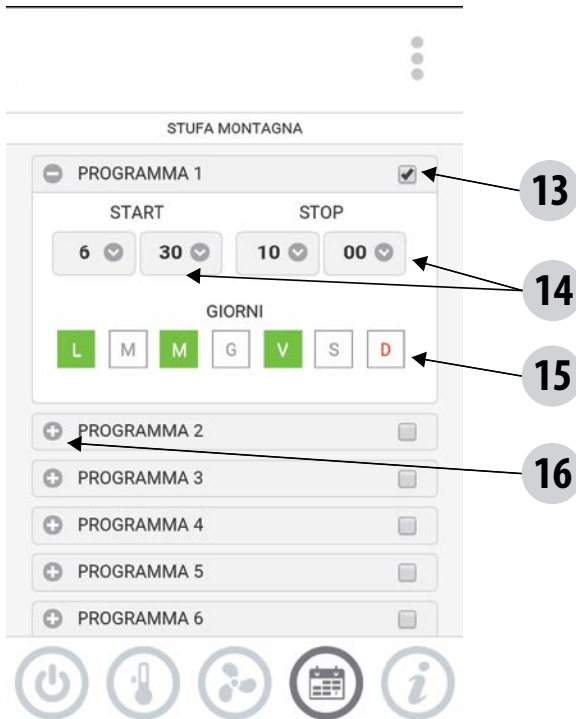 STUFA MONTAGNA
PROGRAMMA 1
13
START STOP
6 30 10 00
14
GIORNI
L M M G V S D
15
PROGRAMMA 2
16
PROGRAMMA 3
PROGRAMMA 4
PROGRAMMA 5
PROGRAMMA 6
i